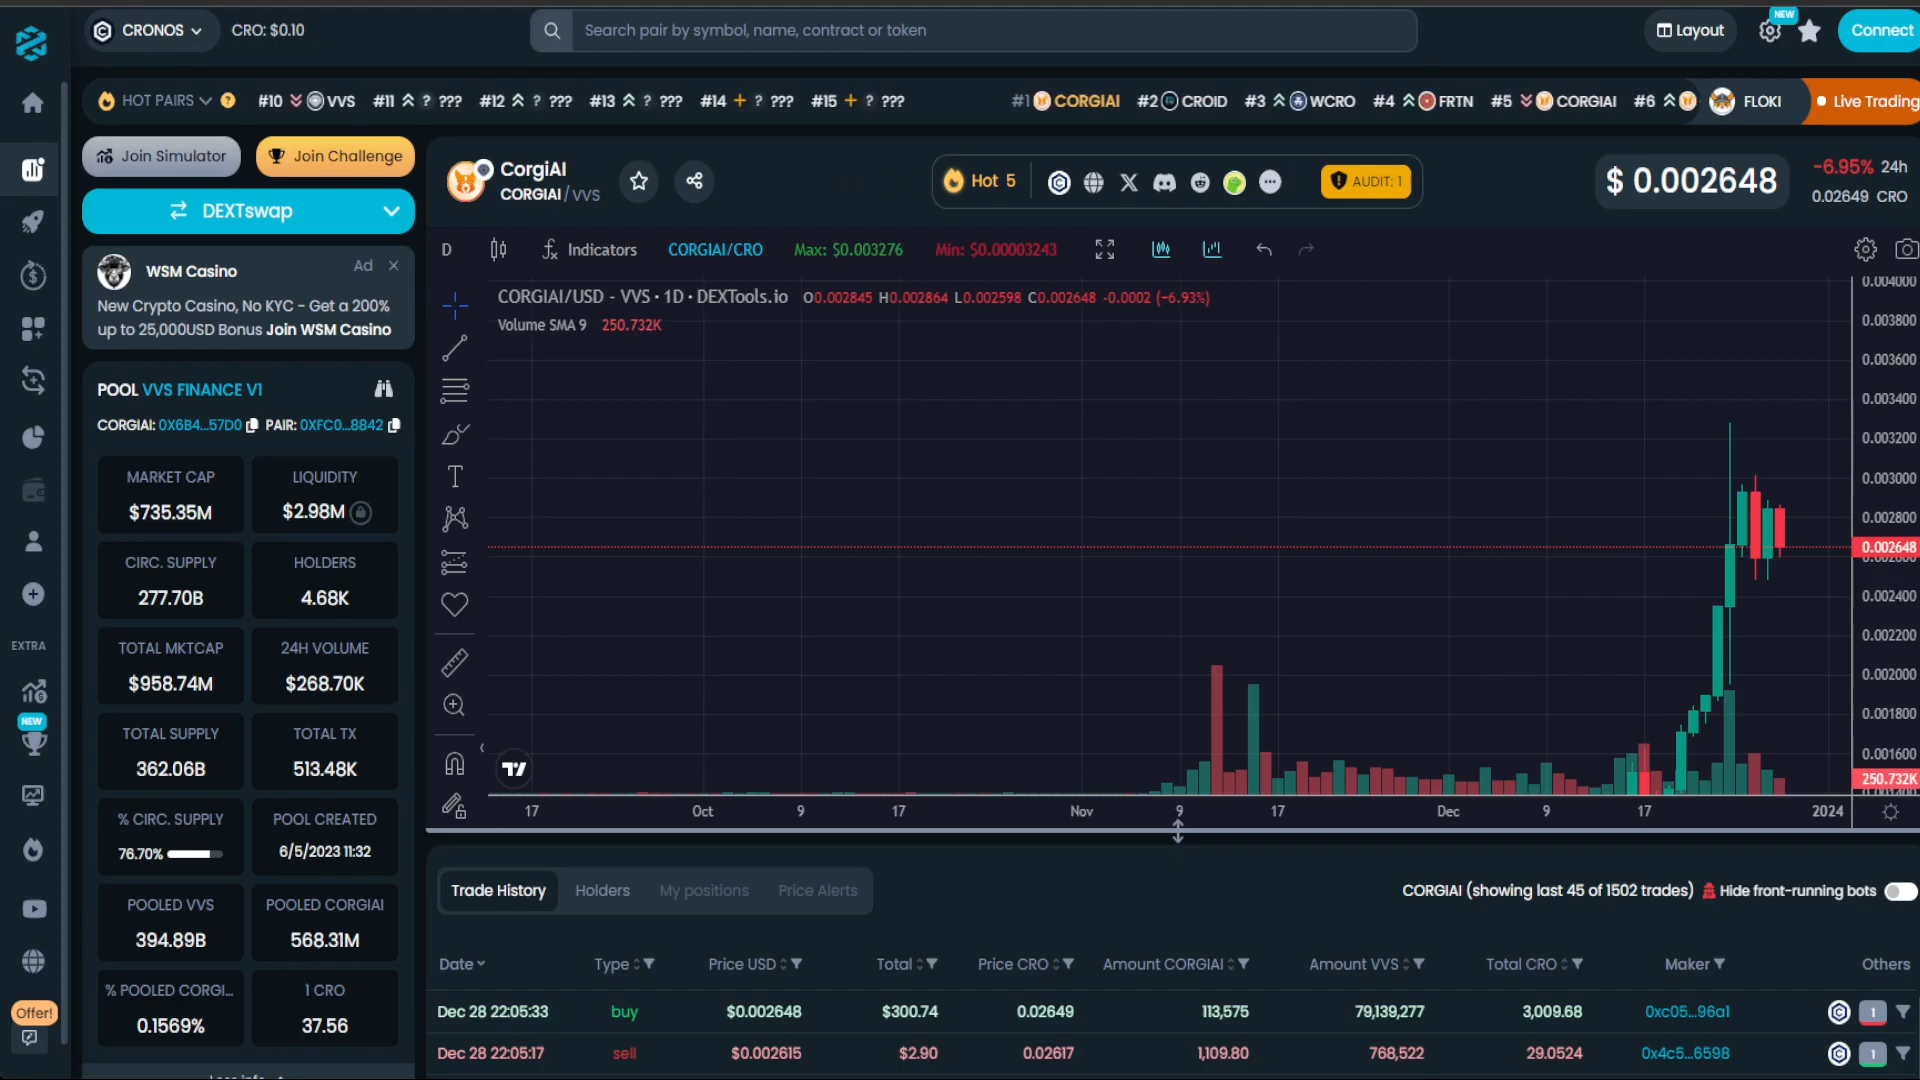 CRONOS
CRO: $0.10
Search pair by symbol, name, contract or token
Layout
NEW
Connect
HOT PAIRS
?
#10 VVS
#11 ? ???
#12 ? ???
#13 ? ???
#14 ? ???
#15 ? ???
#1 CORGIAI
#2 CROID
#3 WCRO
#4 FRTN
#5 CORGIAI
#6
FLOKI
Live Trading
Join Simulator
Join Challenge
DEXTswap
WSM Casino
Ad
New Crypto Casino, No KYC - Get a 200%
up to 25,000USD Bonus Join WSM Casino
POOL VVS FINANCE V1
CORGIAI: 0X6B4...57D0 PAIR: 0XFC0...8842
MARKET CAP
$735.35M
LIQUIDITY
$2.98M
CIRC. SUPPLY
277.70B
HOLDERS
4.68K
TOTAL MKTCAP
$958.74M
24H VOLUME
$268.70K
TOTAL SUPPLY
362.06B
TOTAL TX
513.48K
% CIRC. SUPPLY
76.70%
POOL CREATED
6/5/2023 11:32
POOLED VVS
394.89B
POOLED CORGIAI
568.31M
% POOLED CORGI...
0.1569%
1 CRO
37.56
EXTRA
NEW
Offer!
CorgiAI
CORGIAI/VVS
Hot 5
AUDIT: 1
$ 0.002648
-6.95% 24h
0.02649 CRO
D
Indicators
CORGIAI/CRO
Max: $0.003276
Min: $0.00003243
CORGIAI/USD - VVS · 1D · DEXTools.io O0.002845 H0.002864 L0.002598 C0.002648 -0.0002 (-6.93%)
Volume SMA 9 250.732K
0.004000
0.003800
0.003600
0.003400
0.003200
0.003000
0.002800
0.002648
0.002400
0.002200
0.002000
0.001800
0.001600
250.732K
17
Oct
9
17
Nov
9
17
Dec
9
17
2024
Trade History
Holders
My positions
Price Alerts
CORGIAI (showing last 45 of 1502 trades)
Hide front-running bots
Date
Type
Price USD
Total
Price CRO
Amount CORGIAI
Amount VVS
Total CRO
Maker
Others
Dec 28 22:05:33 buy $0.002648 $300.74 0.02649 113,575 79,139,277 3,009.68 0xc05...96a1 1
Dec 28 22:05:17 sell $0.002615 $2.90 0.02617 1,109.80 768,522 29.0524 0x4c5...6598 1